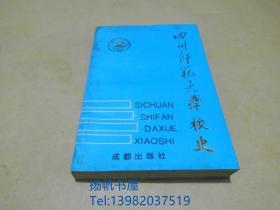 四川师范大学校史
SICHUAN
SHIFAN
DAXUE
XIAOSHI
成都出版社
扬帆书屋
Tel:13982037519